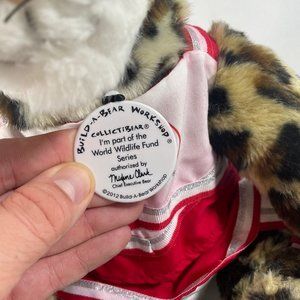 BUILD-A-BEAR WORKSHOP®
COLLECTIBEAR®
I'm part of the
World Wildlife Fund
Series
authorized by
Maxine Clark
Chief Executive Bear
©2012 Build-A-Bear WORKSHOP